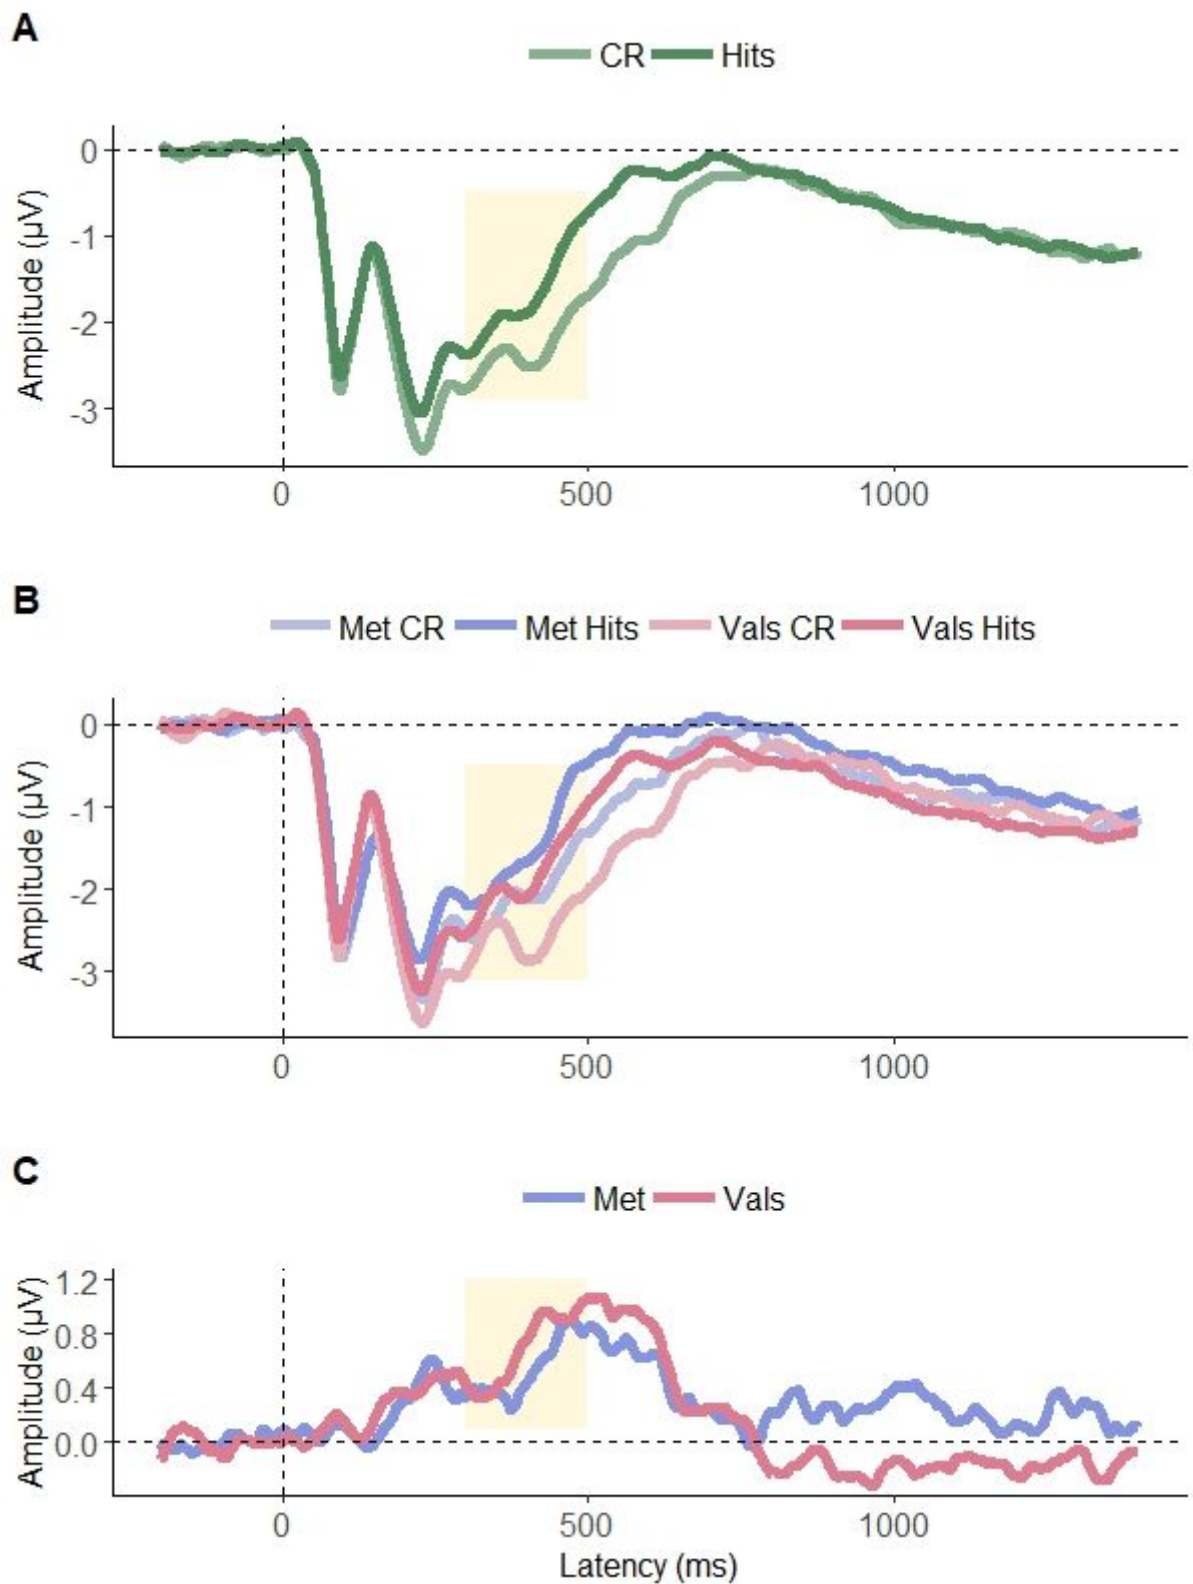 A
CR Hits
Amplitude (µV)
0
-1
-2
-3
0 500 1000
B
Met CR Met Hits Vals CR Vals Hits
Amplitude (µV)
0
-1
-2
-3
0 500 1000
C
Met Vals
Amplitude (µV)
1.2
0.8
0.4
0.0
0 500 1000
Latency (ms)